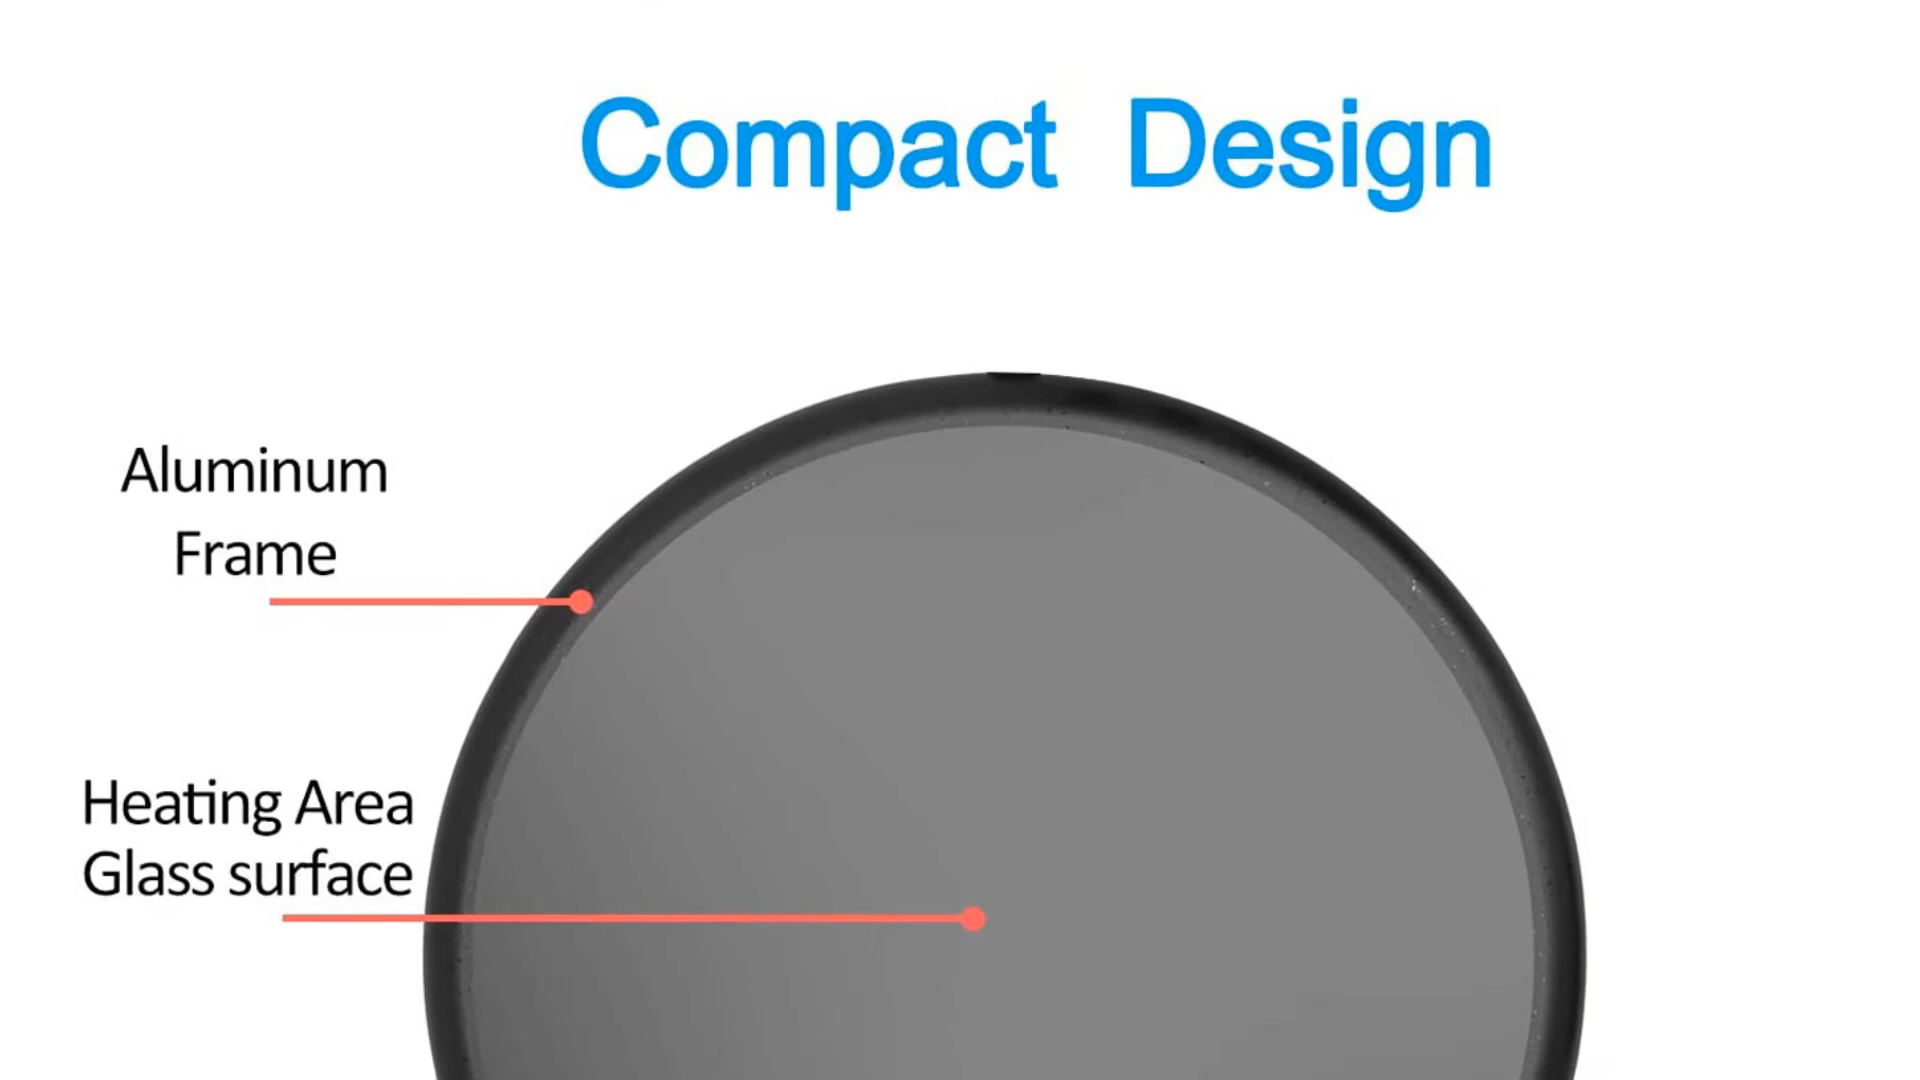 Compact Design
Aluminum
Frame
Heating Area
Glass surface